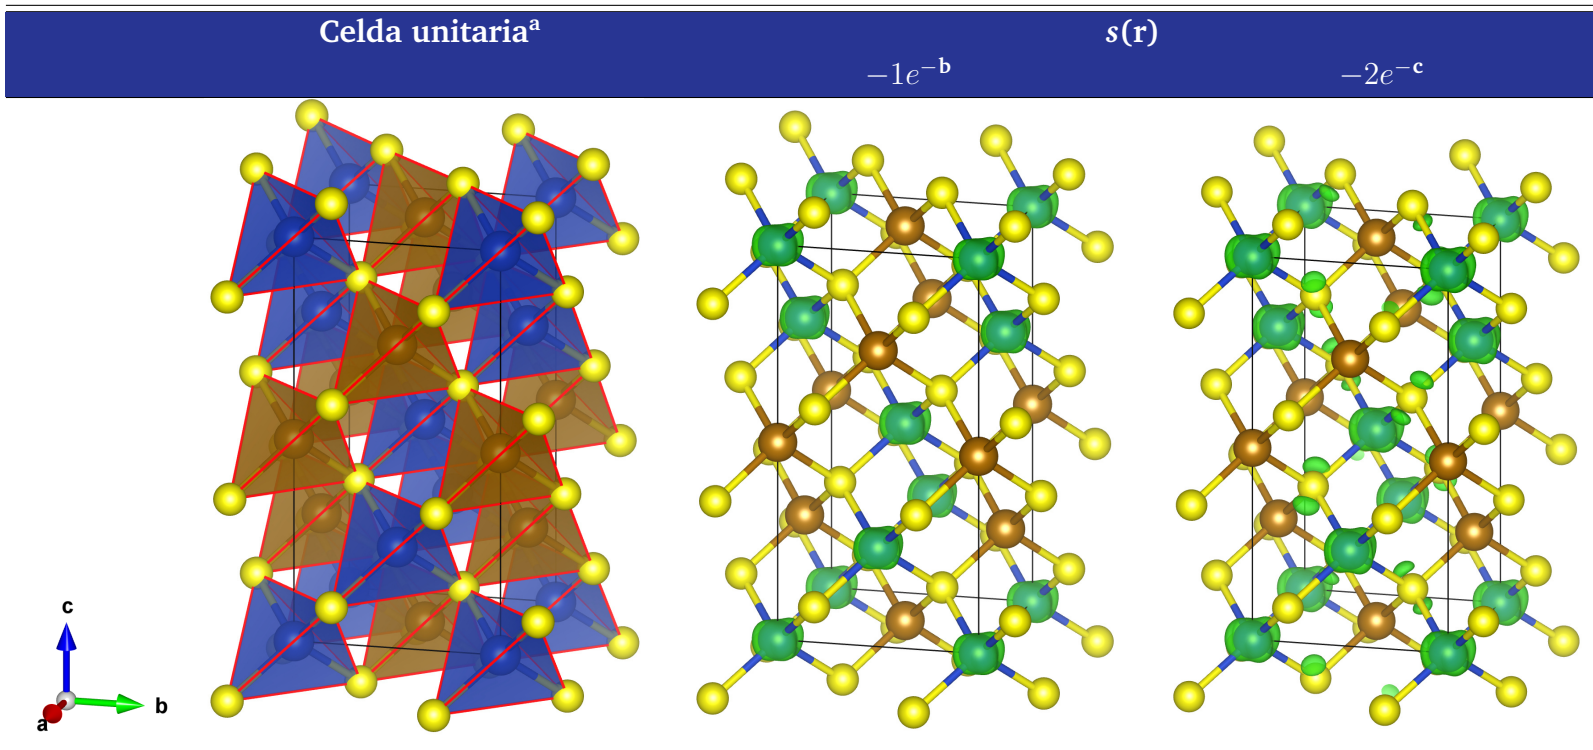 Celda unitariaᵃ s(r)
−1e⁻ᵇ −2e⁻ᶜ
c
b
a